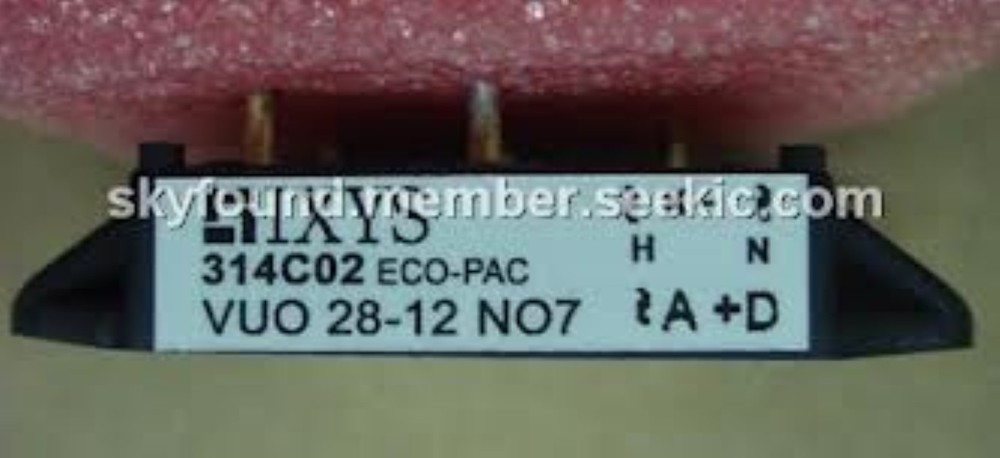 skyfound.member.seekic.com
IXYS
314C02 ECO-PAC
VUO 28-12 NO7
H N
A +D